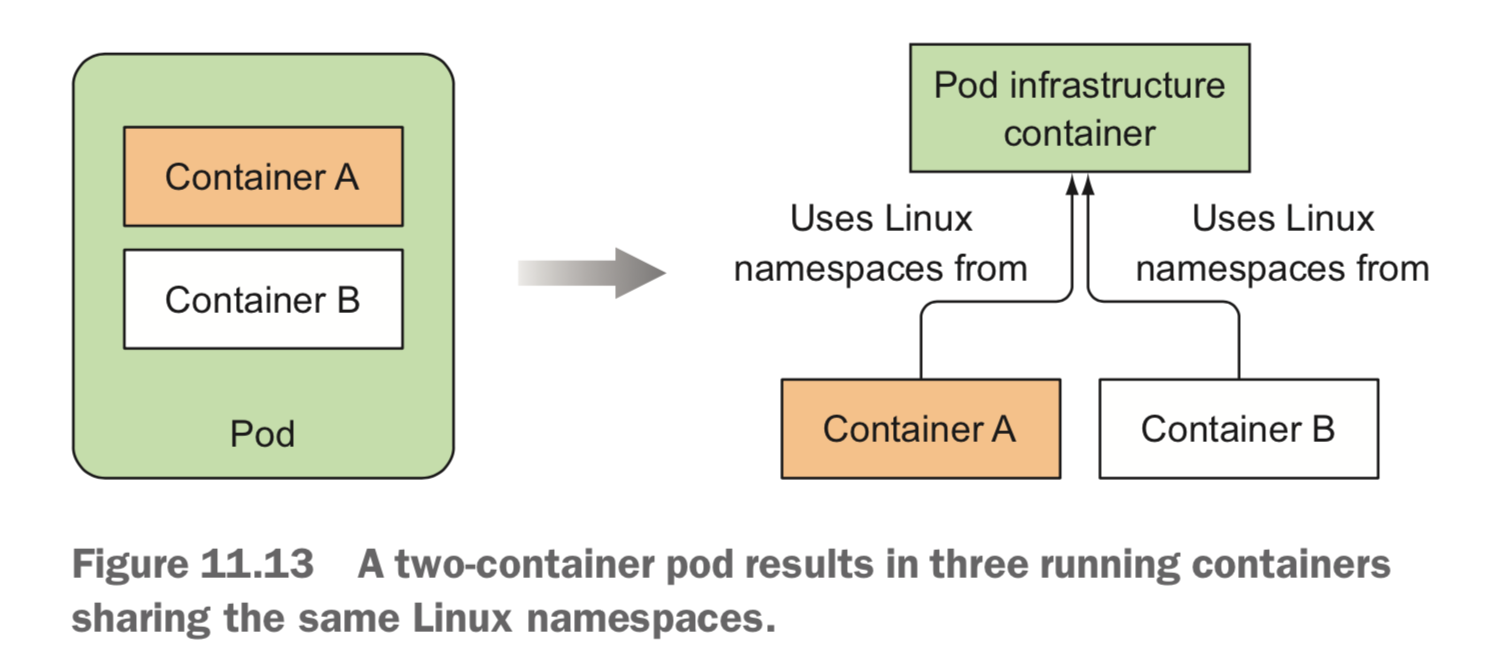 Container A
Container B
Pod
Pod infrastructure
container
Uses Linux
namespaces from
Uses Linux
namespaces from
Container A
Container B
Figure 11.13 A two-container pod results in three running containers
sharing the same Linux namespaces.